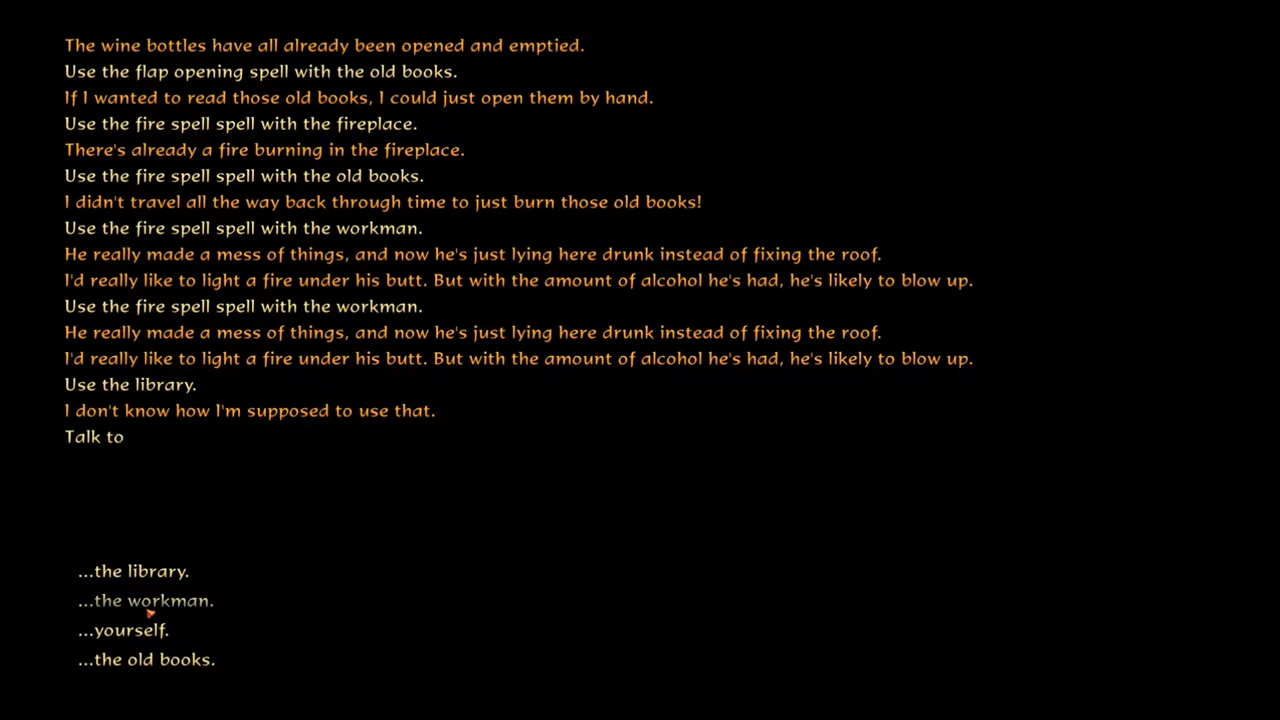 The wine bottles have all already been opened and emptied.
Use the flap opening spell with the old books.
If I wanted to read those old books, I could just open them by hand.
Use the fire spell spell with the fireplace.
There's already a fire burning in the fireplace.
Use the fire spell spell with the old books.
I didn't travel all the way back through time to just burn those old books!
Use the fire spell spell with the workman.
He really made a mess of things, and now he's just lying here drunk instead of fixing the roof.
I'd really like to light a fire under his butt. But with the amount of alcohol he's had, he's likely to blow up.
Use the fire spell spell with the workman.
He really made a mess of things, and now he's just lying here drunk instead of fixing the roof.
I'd really like to light a fire under his butt. But with the amount of alcohol he's had, he's likely to blow up.
Use the library.
I don't know how I'm supposed to use that.
Talk to
...the library.
...the workman.
...yourself.
...the old books.